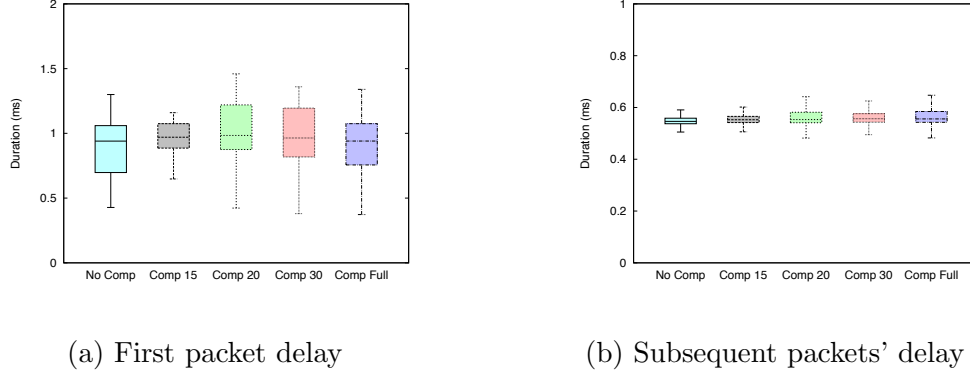 2
1.5
1
0.5
0
Duration (ms)
No Comp Comp 15 Comp 20 Comp 30 Comp Full
(a) First packet delay
1
0.8
0.6
0.4
0.2
0
Duration (ms)
No Comp Comp 15 Comp 20 Comp 30 Comp Full
(b) Subsequent packets' delay